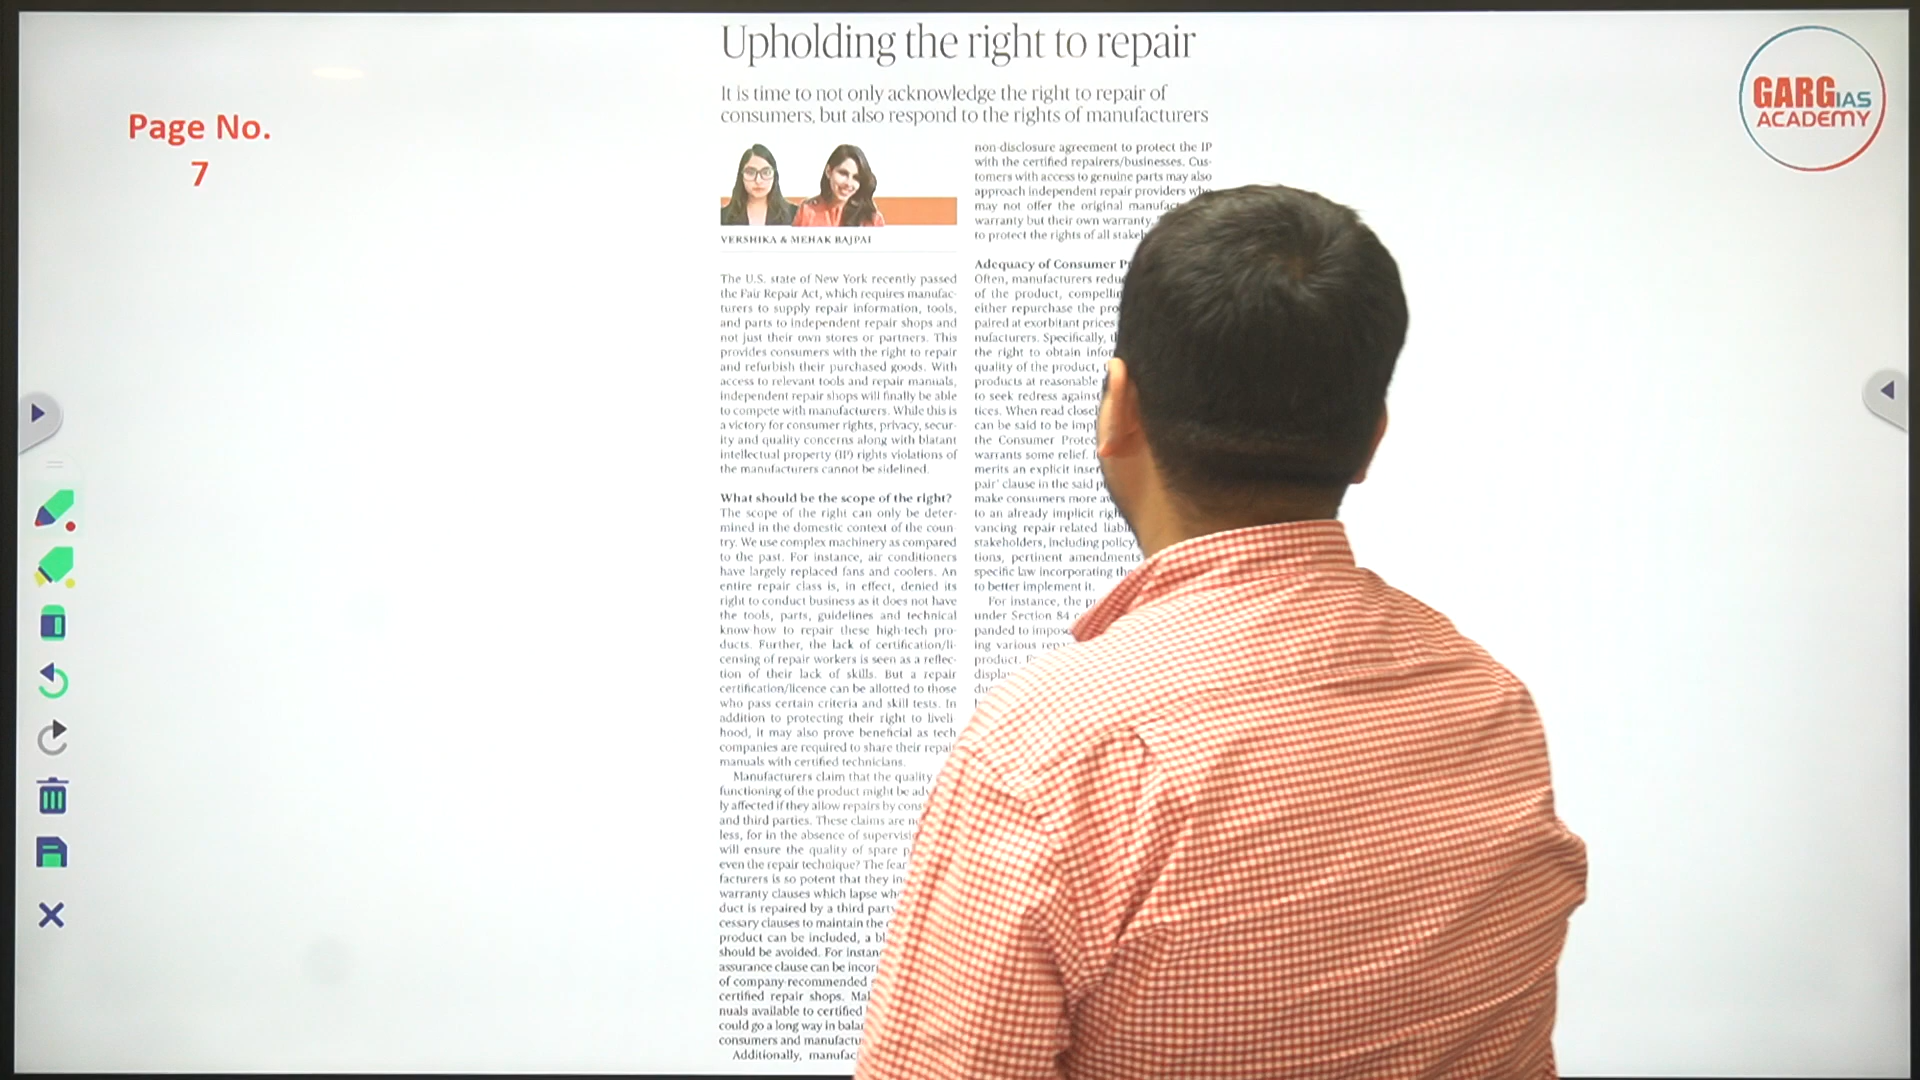 Upholding the right to repair
It is time to not only acknowledge the right to repair of
consumers, but also respond to the rights of manufacturers
Page No.
7
GARG IAS
ACADEMY
VERSHIKA & MEHAK RAJPAI
The U.S. state of New York recently passed
the Fair Repair Act, which requires manufac-
turers to supply repair information, tools,
and parts to independent repair shops and
not just their own stores or partners. This
provides consumers with the right to repair
and refurbish their purchased goods. With
access to relevant tools and repair manuals,
independent repair shops will finally be able
to compete with manufacturers. While this is
a victory for consumer rights, privacy, secur-
ity and quality concerns along with blatant
intellectual property (IP) rights violations of
the manufacturers cannot be sidelined.
What should be the scope of the right?
The scope of the right can only be deter-
mined in the domestic context of the coun-
try. We use complex machinery as compared
to the past. For instance, air conditioners
have largely replaced fans and coolers. An
entire repair class is, in effect, denied its
right to conduct business as it does not have
the tools, parts, guidelines and technical
know-how to repair these high-tech pro-
ducts. Further, the lack of certification/li-
censing of repair workers is seen as a reflec-
tion of their lack of skills. But a repair
certification/licence can be allotted to those
who pass certain criteria and skill tests. In
addition to protecting their right to liveli-
hood, it may also prove beneficial as tech
companies are required to share their repair
manuals with certified technicians.
Manufacturers claim that the quality
functioning of the product might be adv
ly affected if they allow repairs by cons
and third parties. These claims are n
less, for in the absence of supervisi
will ensure the quality of spare p
even the repair technique? The fear
facturers is so potent that they in
warranty clauses which lapse wh
duct is repaired by a third party
cessary clauses to maintain the
product can be included, a bl
should be avoided. For instan
assurance clause can be incor
of company-recommended
certified repair shops. Mal
nuals available to certified
could go a long way in balan
consumers and manufactu
Additionally, manufac
non-disclosure agreement to protect the IP
with the certified repairers/businesses. Cus-
tomers with access to genuine parts may also
approach independent repair providers who
may not offer the original manufact
warranty but their own warranty.
to protect the rights of all stakeh
Adequacy of Consumer Pr
Often, manufacturers redu
of the product, compellin
either repurchase the pro
paired at exorbitant prices
nufacturers. Specifically, t
the right to obtain infor
quality of the product,
products at reasonable
to seek redress against
tices. When read closel
can be said to be impl
the Consumer Protec
warrants some relief.
merits an explicit inser
pair' clause in the said
make consumers more aw
to an already implicit righ
vancing repair-related liabil
stakeholders, including policy
tions, pertinent amendments
specific law incorporating the
to better implement it.
For instance, the pr
under Section 84
panded to impose
ing various rep
product.
display
du